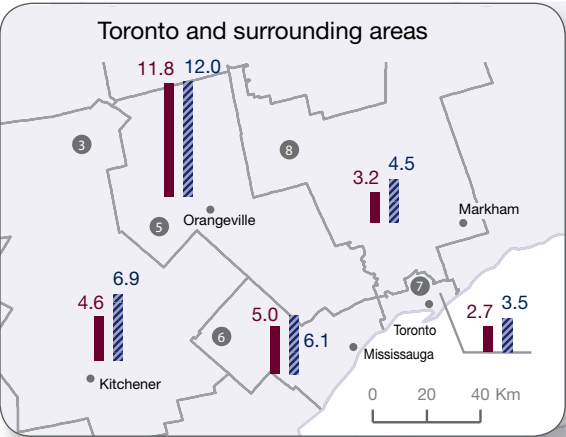 Toronto and surrounding areas
11.8 12.0
3
8
4.5
3.2
Markham
Orangeville
5
6.9
7
4.6
5.0
2.7 3.5
6
6.1
Toronto
Mississauga
Kitchener
0 20 40 Km